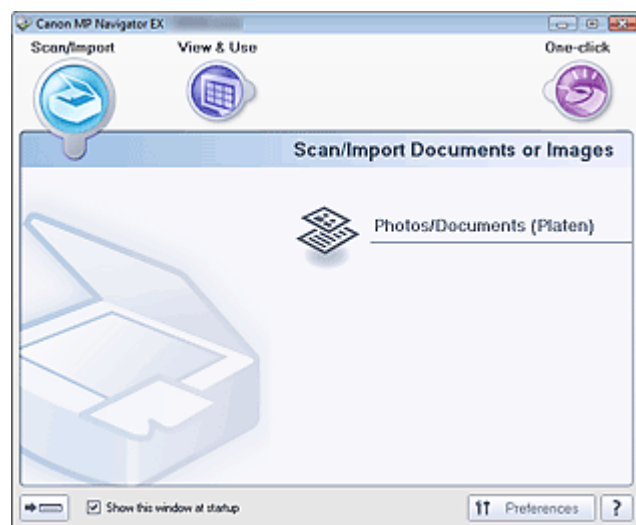 Canon MP Navigator EX
Scan/Import View & Use One-click
Scan/Import Documents or Images
Photos/Documents (Platen)
Show this window at startup Preferences ?